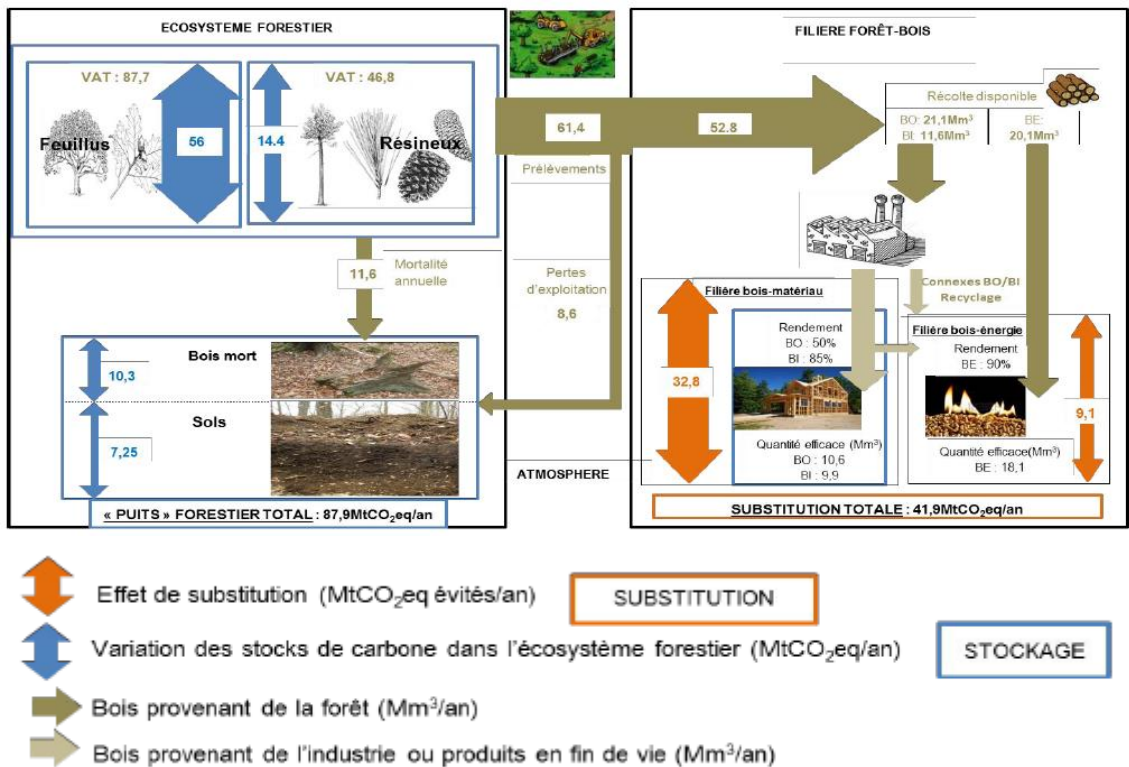 ECOSYSTEME FORESTIER
VAT : 87,7
VAT : 46,8
Feuillus
56
14.4
Résineux
61,4
52.8
Prélèvements
11,6
Mortalité
annuelle
Pertes
d'exploitation
8,6
Bois mort
10,3
Sols
7,25
« PUITS » FORESTIER TOTAL : 87,9MtCO₂eq/an
ATMOSPHERE
FILIERE FORÊT-BOIS
Récolte disponible
BO: 21,1Mm³
BI: 11,6Mm³
BE:
20,1Mm³
Connexes BO/BI
Recyclage
Filière bois-matériau
Rendement
BO : 50%
BI : 85%
32,8
Quantité efficace (Mm³)
BO : 10,6
BI : 9,9
Filière bois-énergie
Rendement
BE : 90%
9,1
Quantité efficace(Mm³)
BE : 18,1
SUBSTITUTION TOTALE : 41,9MtCO₂eq/an
Effet de substitution (MtCO₂eq évités/an)
SUBSTITUTION
Variation des stocks de carbone dans l'écosystème forestier (MtCO₂eq/an)
STOCKAGE
Bois provenant de la forêt (Mm³/an)
Bois provenant de l'industrie ou produits en fin de vie (Mm³/an)